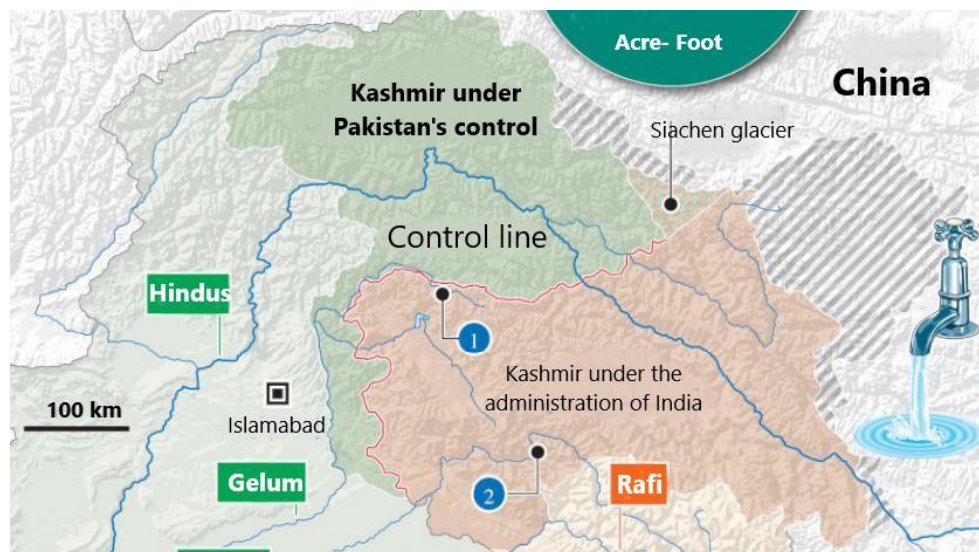 Acre- Foot
China
Kashmir under
Pakistan's control
Siachen glacier
Control line
Hindus
1
Kashmir under the
administration of India
100 km
Islamabad
Gelum
2
Rafi